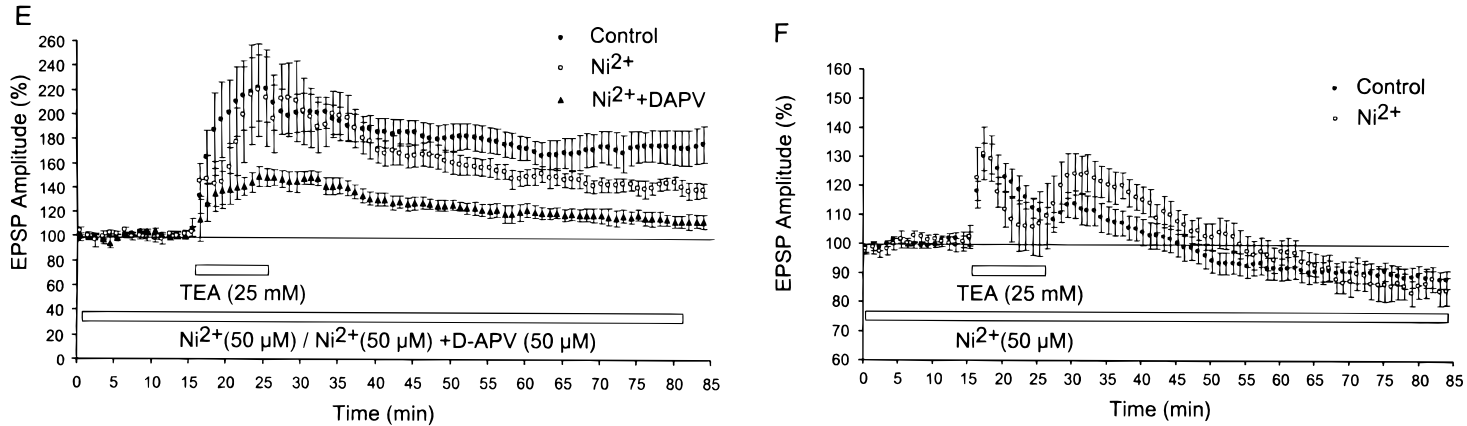 E
260
240
220
200
180
160
140
120
100
80
60
40
20
0
EPSP Amplitude (%)
Control
Ni2+
Ni2++DAPV
TEA (25 mM)
Ni2+(50 µM) / Ni2+(50 µM) +D-APV (50 µM)
0 5 10 15 20 25 30 35 40 45 50 55 60 65 70 75 80 85
Time (min)
F
160
150
140
130
120
110
100
90
80
70
60
EPSP Amplitude (%)
Control
Ni2+
TEA (25 mM)
Ni2+(50 µM)
0 5 10 15 20 25 30 35 40 45 50 55 60 65 70 75 80 85
Time (min)